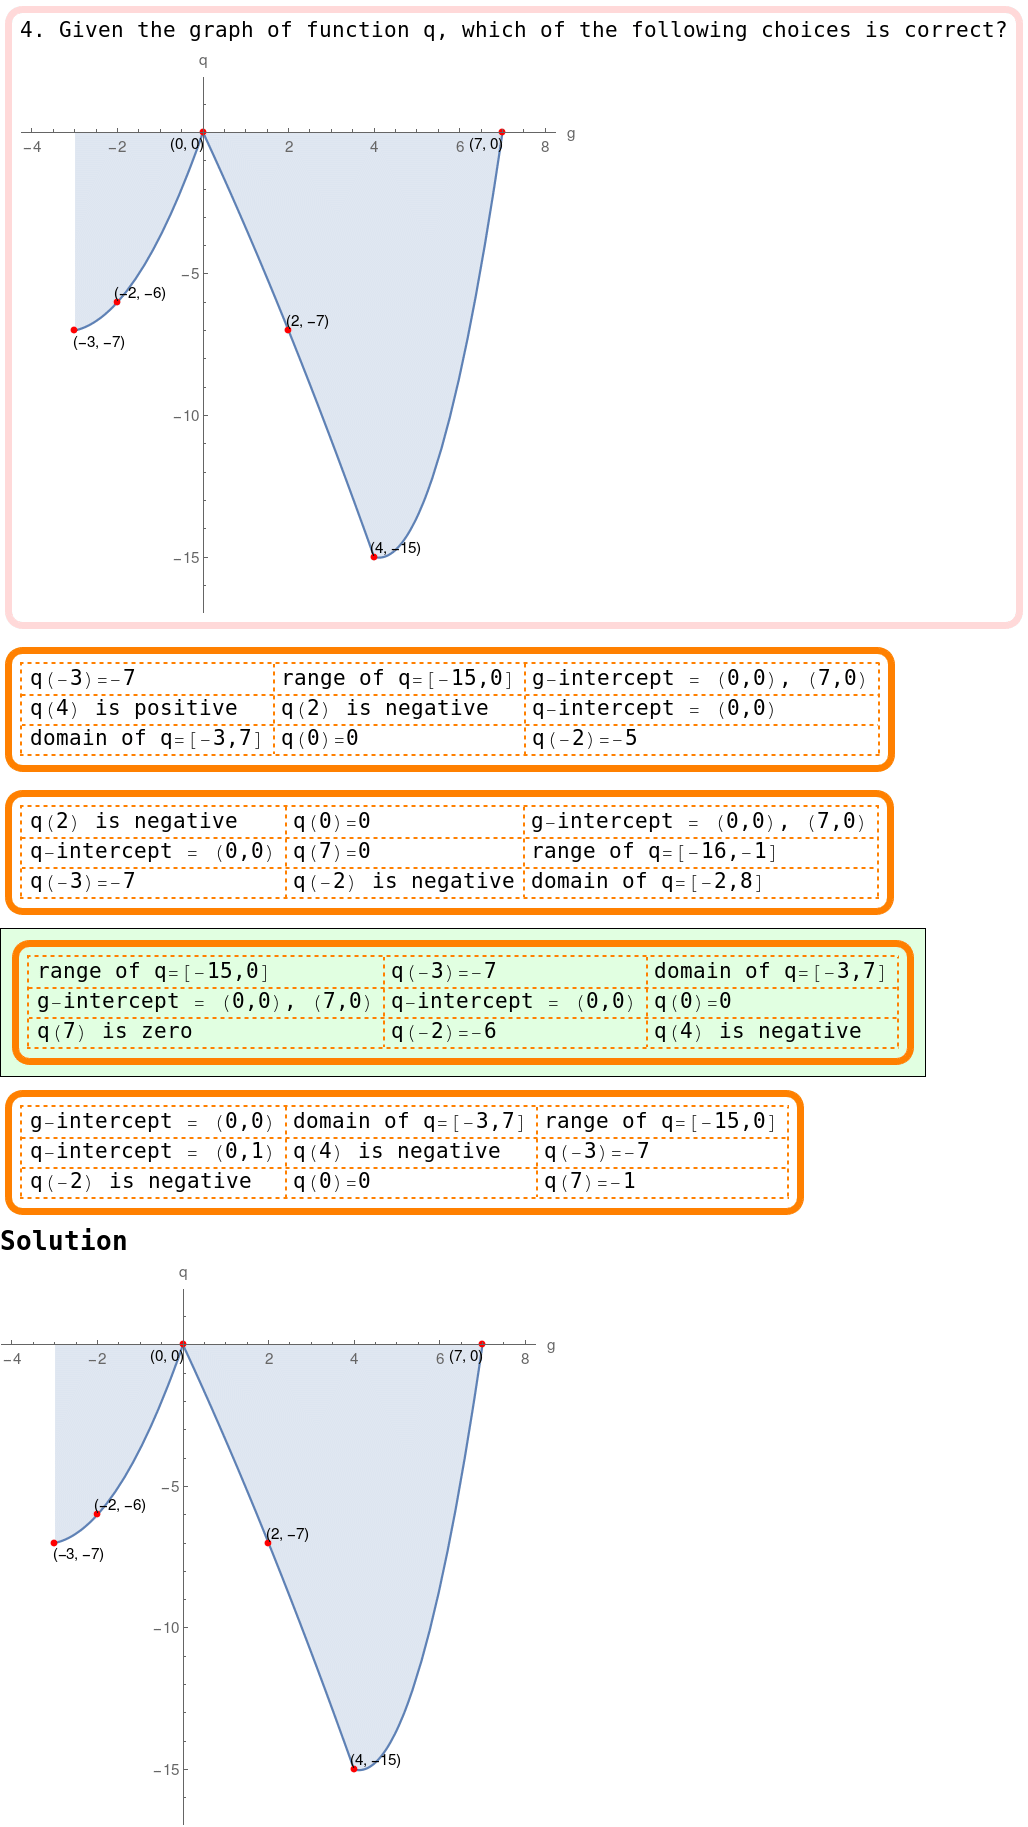 4. Given the graph of function q, which of the following choices is correct?
q
−4 −2 2 4 6 8 g
(0, 0) (7, 0)
−5
(−2, −6)
(2, −7)
(−3, −7)
−10
(4, −15)
−15
q(-3)=-7 range of q=[-15,0] g-intercept = (0,0), (7,0)
q(4) is positive q(2) is negative q-intercept = (0,0)
domain of q=[-3,7] q(0)=0 q(-2)=-5
q(2) is negative q(0)=0 g-intercept = (0,0), (7,0)
q-intercept = (0,0) q(7)=0 range of q=[-16,-1]
q(-3)=-7 q(-2) is negative domain of q=[-2,8]
range of q=[-15,0] q(-3)=-7 domain of q=[-3,7]
g-intercept = (0,0), (7,0) q-intercept = (0,0) q(0)=0
q(7) is zero q(-2)=-6 q(4) is negative
g-intercept = (0,0) domain of q=[-3,7] range of q=[-15,0]
q-intercept = (0,1) q(4) is negative q(-3)=-7
q(-2) is negative q(0)=0 q(7)=-1
Solution
q
−4 −2 2 4 6 8 g
(0, 0) (7, 0)
−5
(−2, −6)
(2, −7)
(−3, −7)
−10
(4, −15)
−15